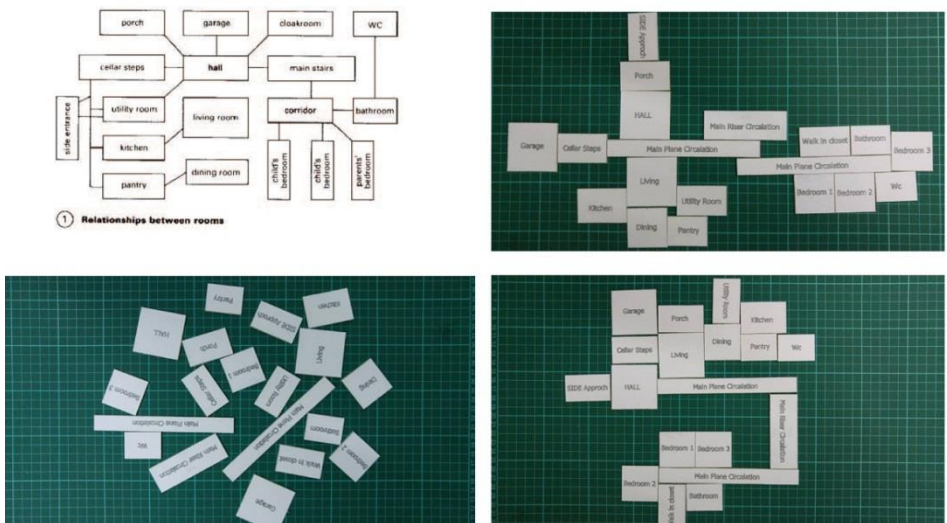 porch
garage
cloakroom
WC
cellar steps
hall
main stairs
side entrance
utility room
living room
corridor
bathroom
kitchen
pantry
dining room
child's
bedroom
child's
bedroom
parents'
bedroom
1 Relationships between rooms
SIDE Approch
Porch
HALL
Main Riser Circulation
Garage
Cellar Steps
Main Plane Circulation
Walk in closet
Bathroom
Bedroom 3
Main Plane Circulation
Living
Bedroom 1
Bedroom 2
Wc
Kitchen
Utility Room
Dining
Pantry
Pantry
Kitchen
SIDE Approch
HALL
Porch
Living
Bedroom 1
Dining
Bedroom 3
Cellar Steps
Utility Room
Main Plane Circulation
Main Plane Circulation
Wc
Bathroom
Main Riser Circulation
Walk in closet
Bedroom 2
Garage
Garage
Porch
Utility Room
Kitchen
Cellar Steps
Living
Dining
Pantry
Wc
SIDE Approch
HALL
Main Plane Circulation
Main Riser Circulation
Bedroom 1
Bedroom 3
Main Plane Circulation
Bedroom 2
Walk in closet
Bathroom